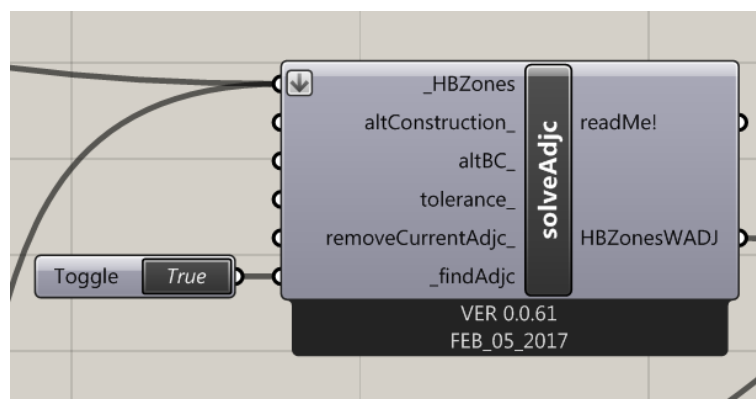 _HBZones
altConstruction_
readMe!
altBC_
tolerance_
solveAdjc
removeCurrentAdjc_
HBZonesWADJ
Toggle
True
_findAdjc
VER 0.0.61
FEB_05_2017